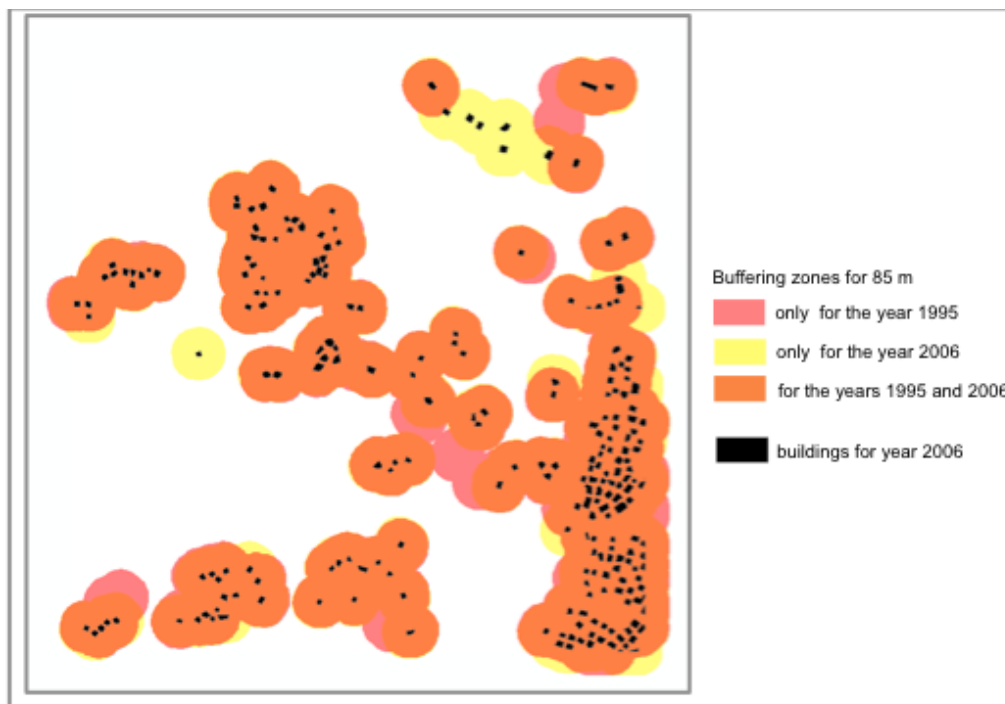 Buffering zones for 85 m
only for the year 1995
only for the year 2006
for the years 1995 and 2006
buildings for year 2006